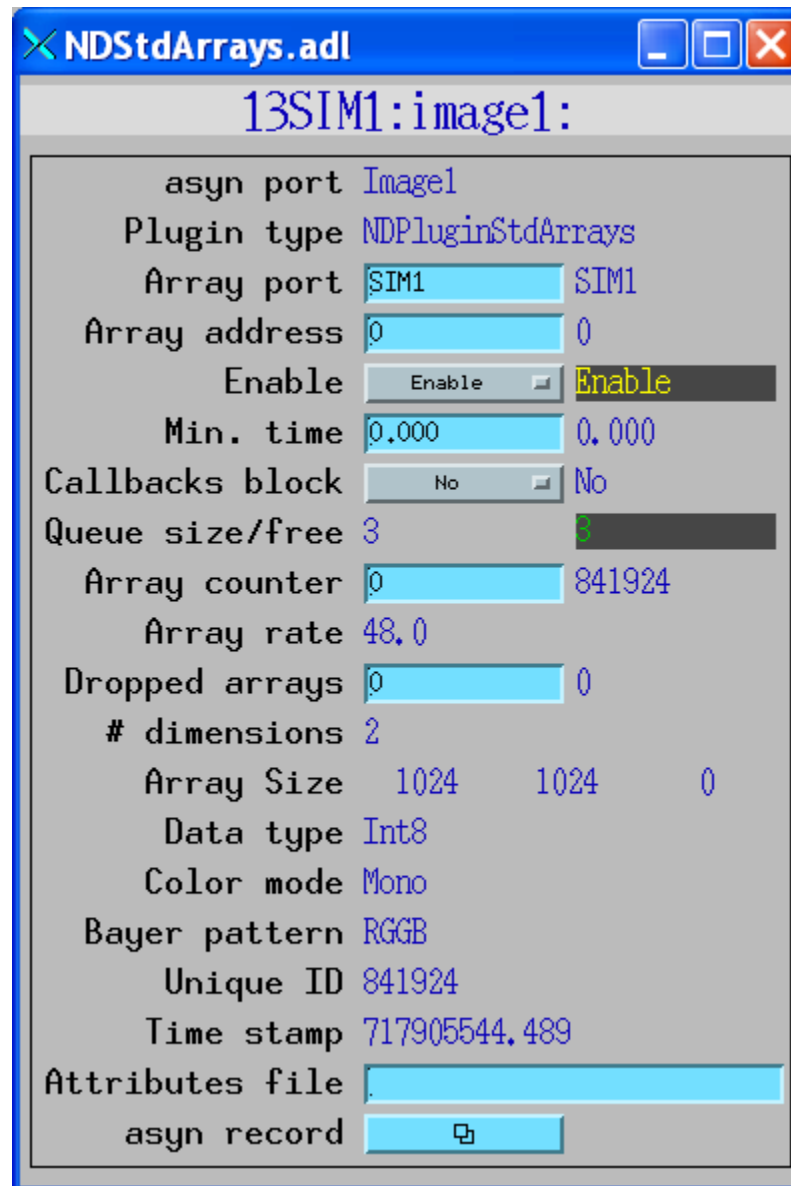 NDStdArrays.adl
13SIM1:image1:
asyn port Image1
Plugin type NDPluginStdArrays
Array port SIM1 SIM1
Array address 0 0
Enable Enable Enable
Min. time 0.000 0.000
Callbacks block No No
Queue size/free 3 3
Array counter 0 841924
Array rate 48.0
Dropped arrays 0 0
# dimensions 2
Array Size 1024 1024 0
Data type Int8
Color mode Mono
Bayer pattern RGGB
Unique ID 841924
Time stamp 717905544.489
Attributes file
asyn record